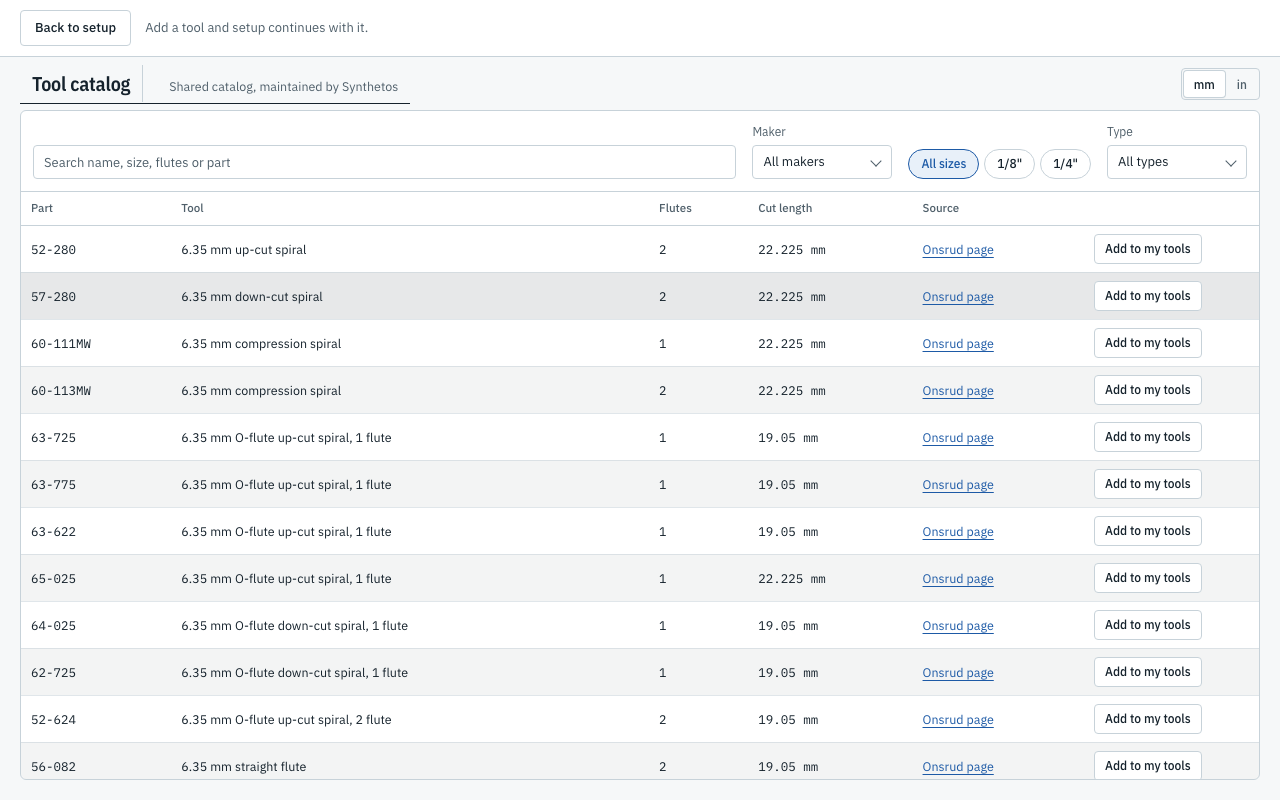 Back to setup Add a tool and setup continues with it.
Tool catalog Shared catalog, maintained by Synthetos mm in
Maker Type
Search name, size, flutes or part All makers All sizes 1/8" 1/4" All types
Part Tool Flutes Cut length Source
52-280 6.35 mm up-cut spiral 2 22.225 mm Onsrud page Add to my tools
57-280 6.35 mm down-cut spiral 2 22.225 mm Onsrud page Add to my tools
60-111MW 6.35 mm compression spiral 1 22.225 mm Onsrud page Add to my tools
60-113MW 6.35 mm compression spiral 2 22.225 mm Onsrud page Add to my tools
63-725 6.35 mm O-flute up-cut spiral, 1 flute 1 19.05 mm Onsrud page Add to my tools
63-775 6.35 mm O-flute up-cut spiral, 1 flute 1 19.05 mm Onsrud page Add to my tools
63-622 6.35 mm O-flute up-cut spiral, 1 flute 1 19.05 mm Onsrud page Add to my tools
65-025 6.35 mm O-flute up-cut spiral, 1 flute 1 22.225 mm Onsrud page Add to my tools
64-025 6.35 mm O-flute down-cut spiral, 1 flute 1 19.05 mm Onsrud page Add to my tools
62-725 6.35 mm O-flute down-cut spiral, 1 flute 1 19.05 mm Onsrud page Add to my tools
52-624 6.35 mm O-flute up-cut spiral, 2 flute 2 19.05 mm Onsrud page Add to my tools
56-082 6.35 mm straight flute 2 19.05 mm Onsrud page Add to my tools